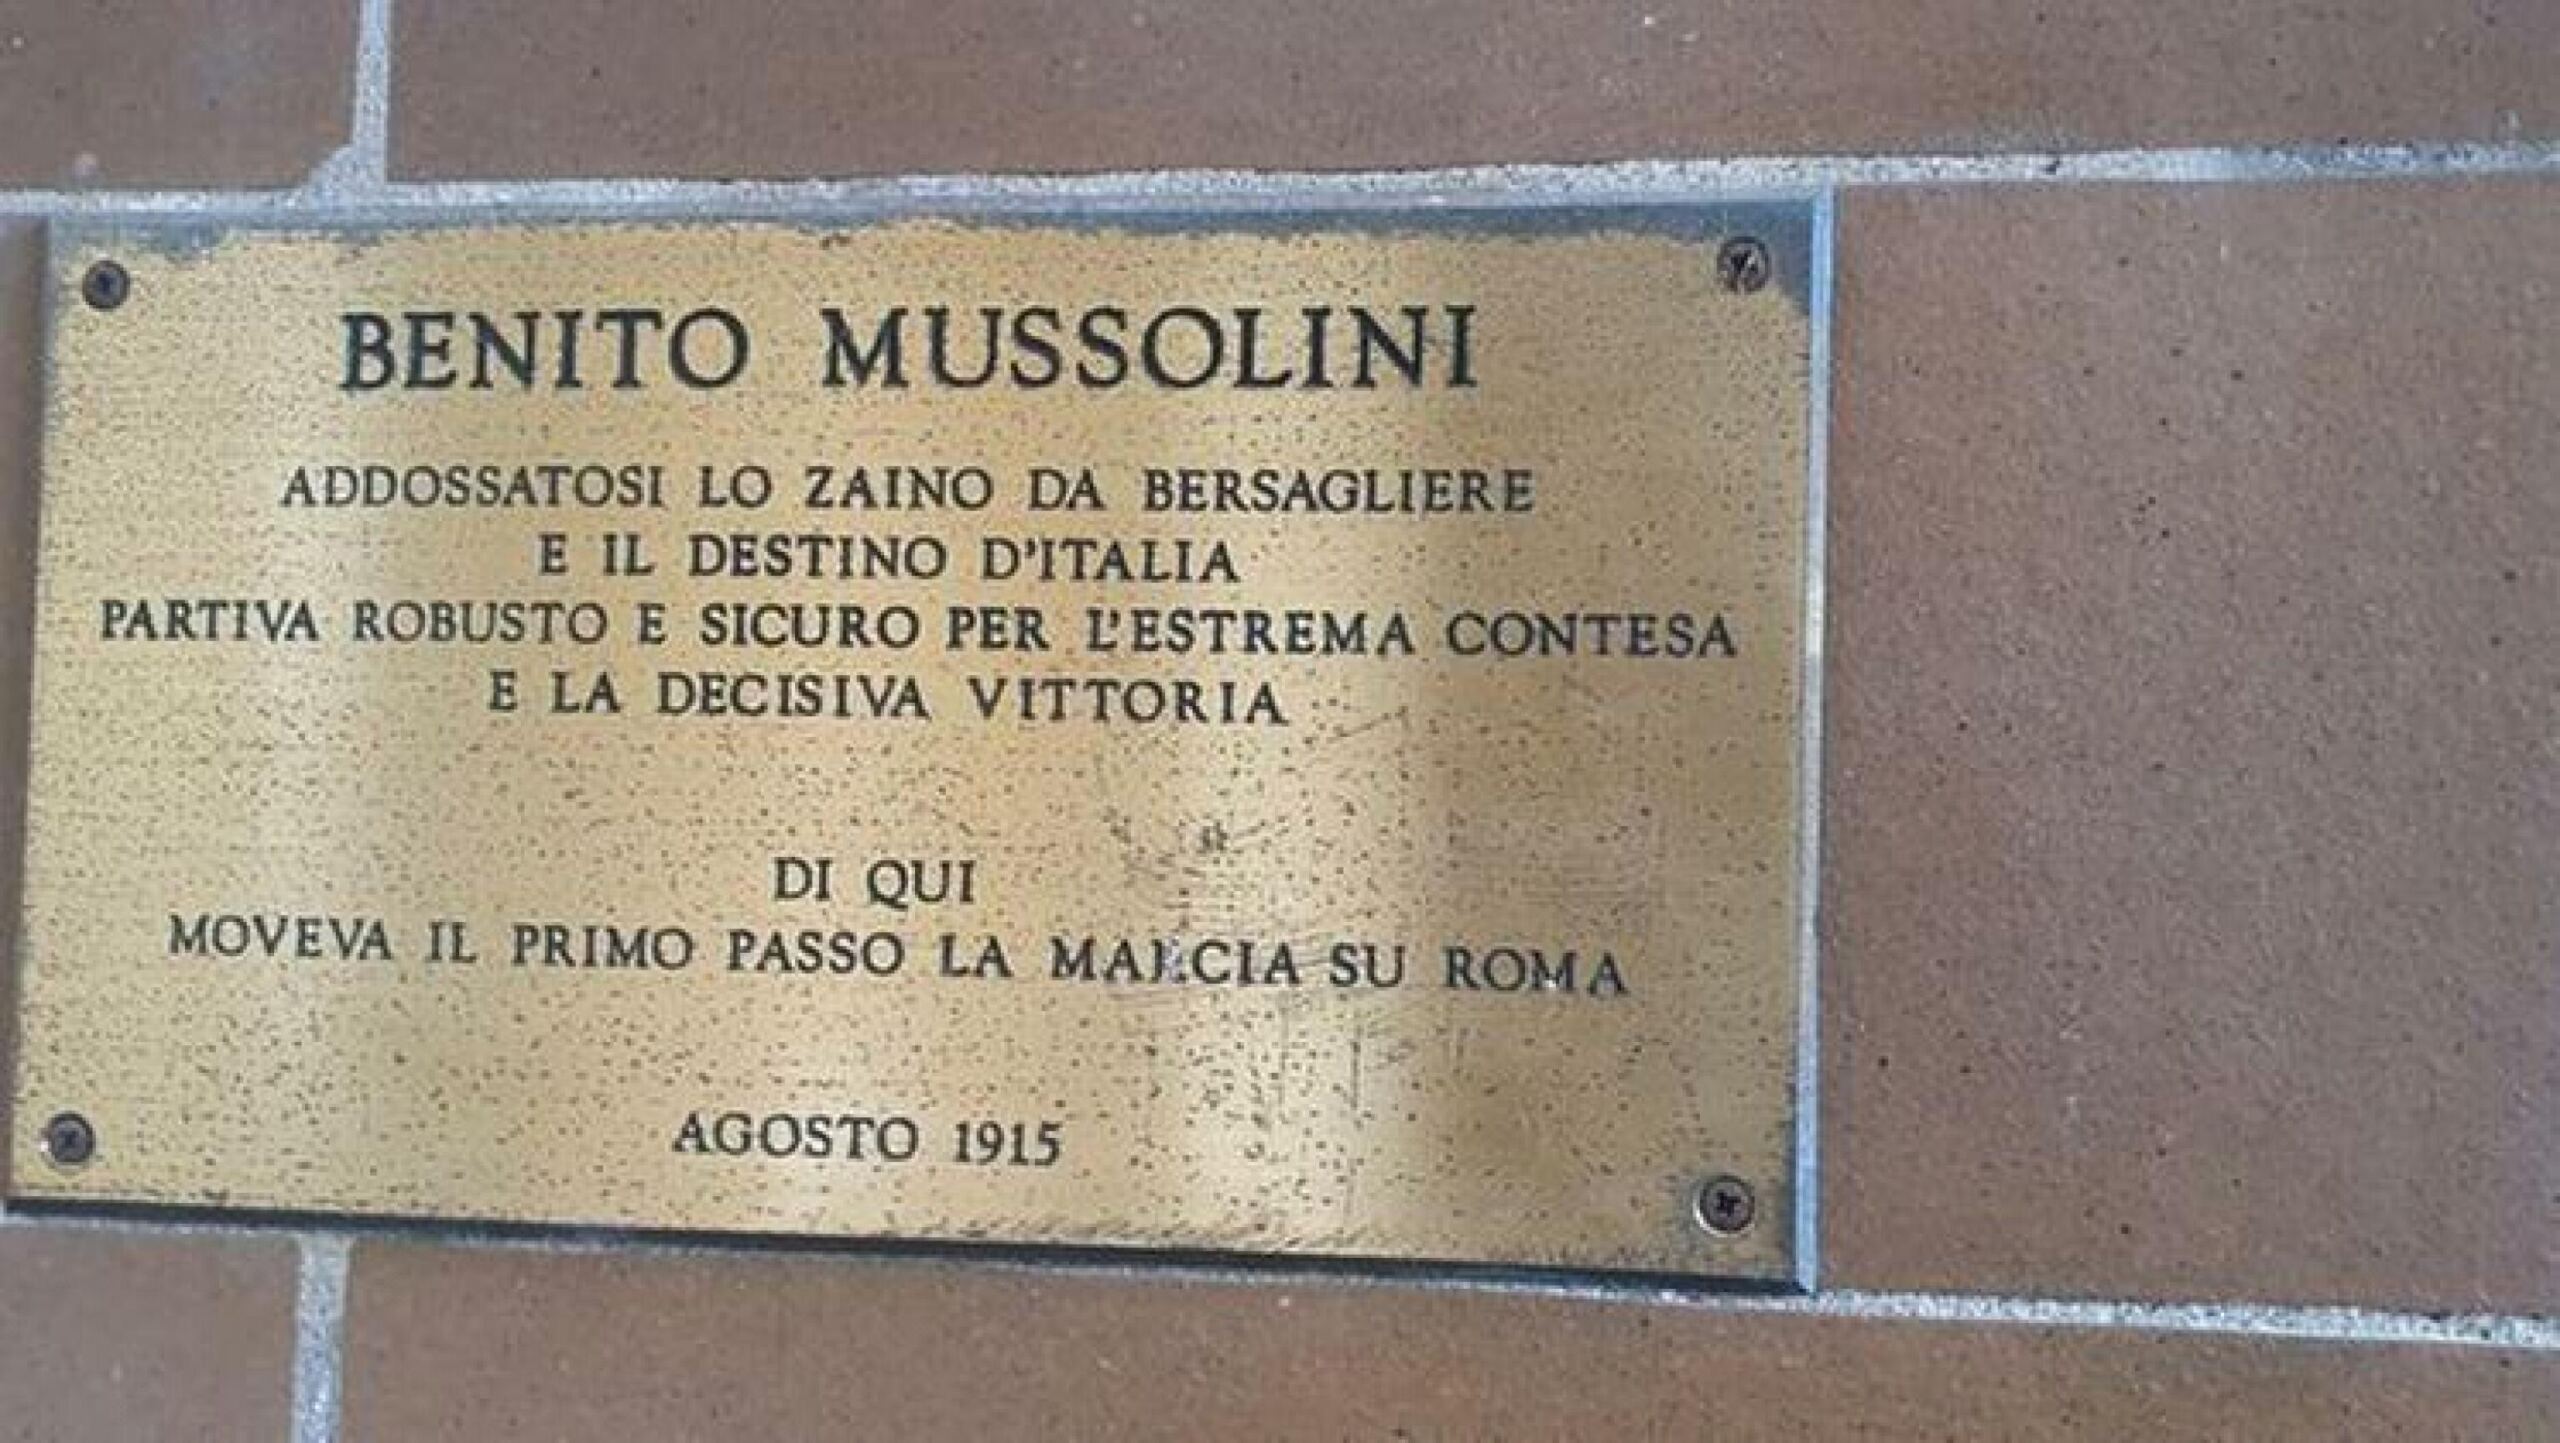 BENITO MUSSOLINI
ADDOSSATOSI LO ZAINO DA BERSAGLIERE
E IL DESTINO D'ITALIA
PARTIVA ROBUSTO E SICURO PER L'ESTREMA CONTESA
E LA DECISIVA VITTORIA
DI QUI
MOVEVA IL PRIMO PASSO LA MARCIA SU ROMA
AGOSTO 1915